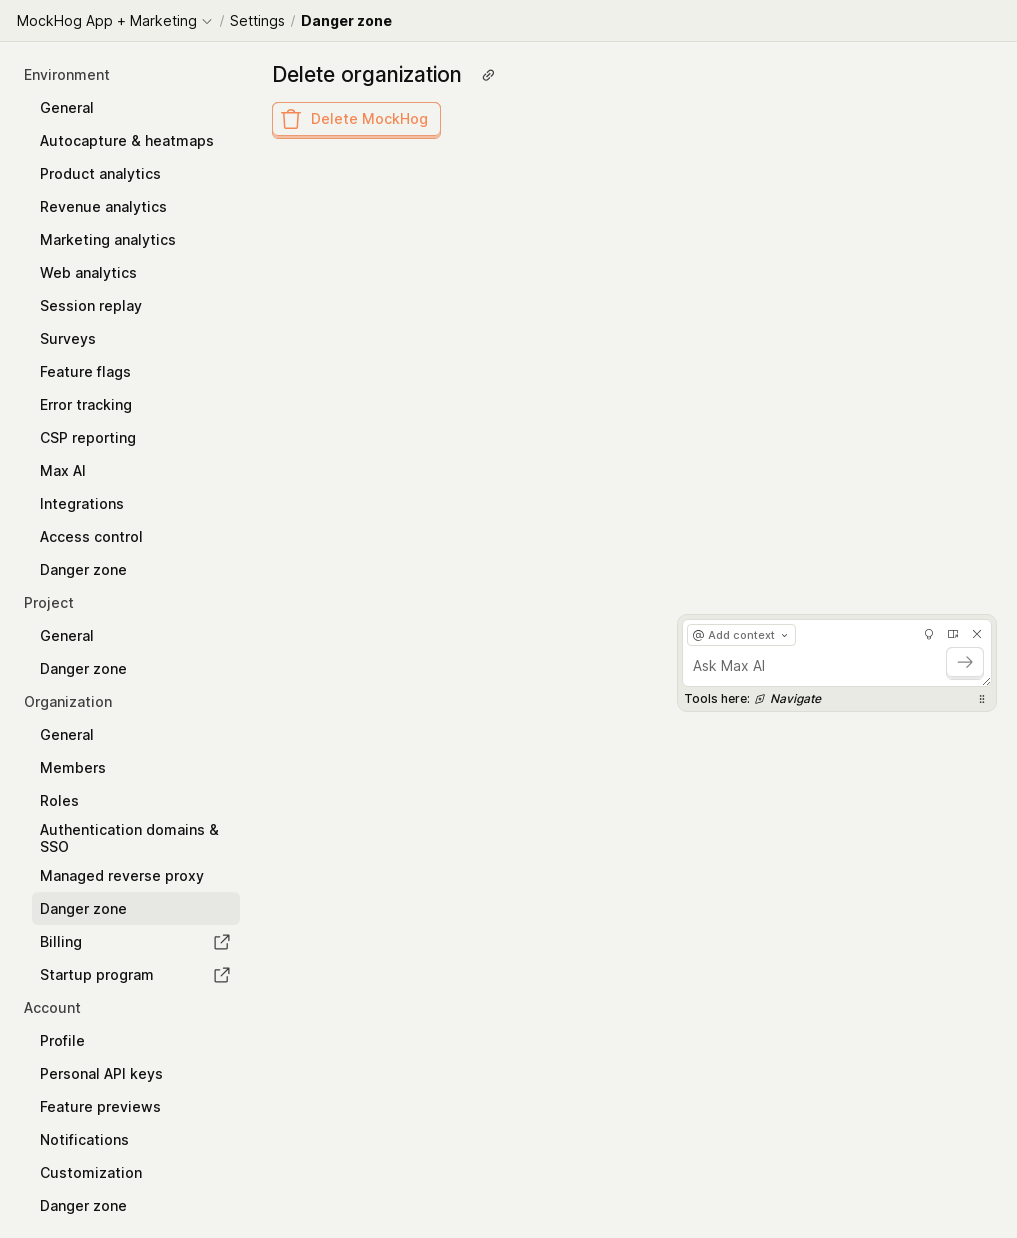 MockHog App + Marketing / Settings / Danger zone
Environment
General
Autocapture & heatmaps
Product analytics
Revenue analytics
Marketing analytics
Web analytics
Session replay
Surveys
Feature flags
Error tracking
CSP reporting
Max AI
Integrations
Access control
Danger zone
Project
General
Danger zone
Organization
General
Members
Roles
Authentication domains &
SSO
Managed reverse proxy
Danger zone
Billing
Startup program
Account
Profile
Personal API keys
Feature previews
Notifications
Customization
Danger zone
Delete organization
Delete MockHog
@ Add context
Ask Max AI
Tools here: Navigate